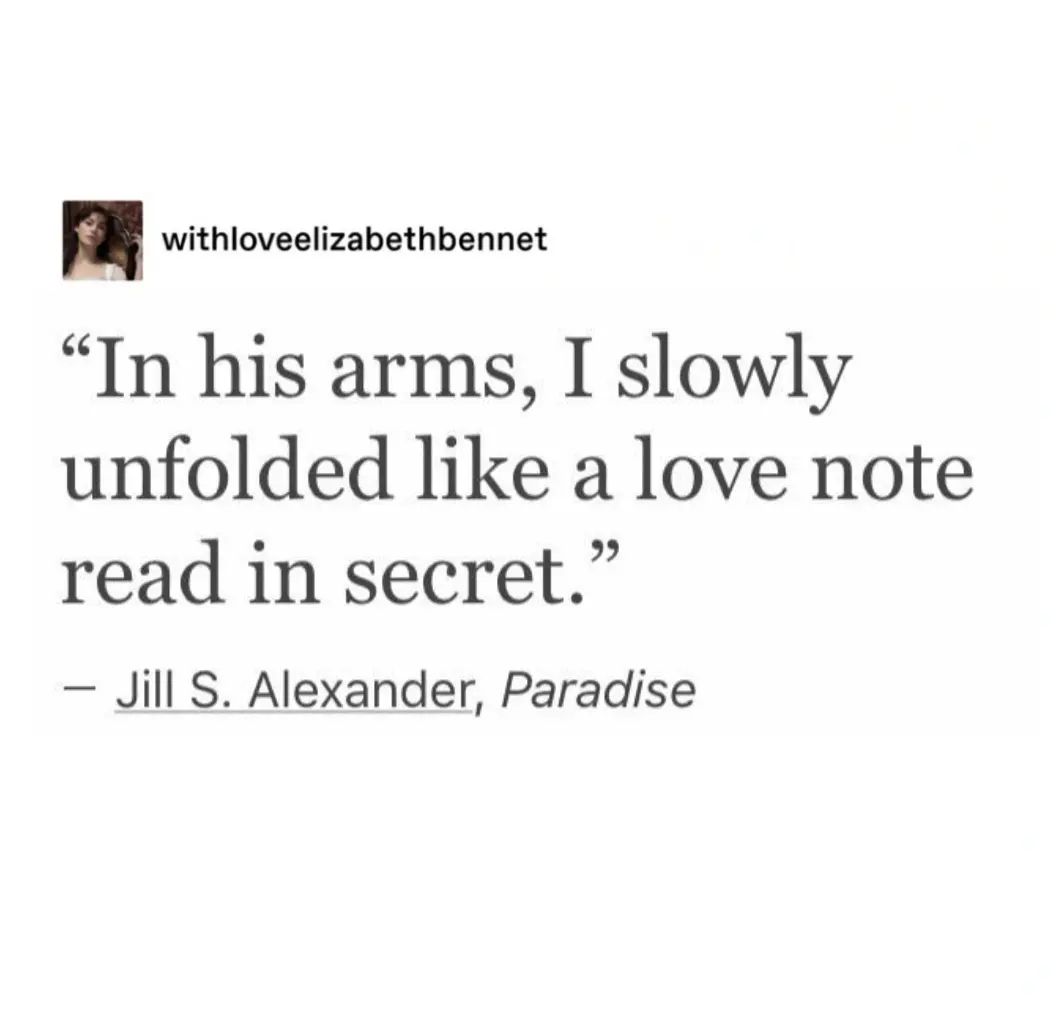 withloveelizabethbennet
“In his arms, I slowly
unfolded like a love note
read in secret.”
— Jill S. Alexander, Paradise